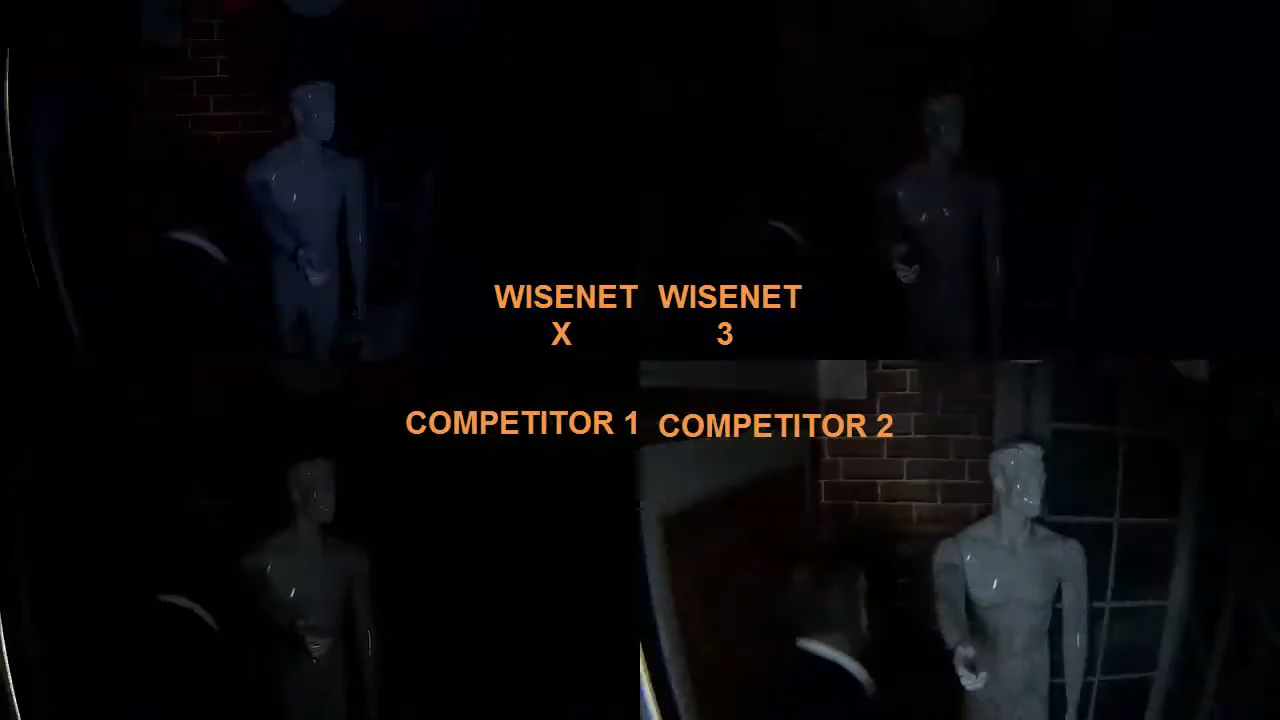 WISENET
X
WISENET
3
COMPETITOR 1
COMPETITOR 2